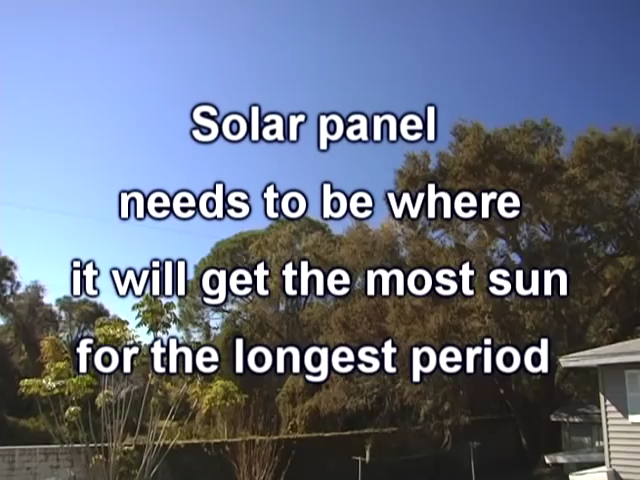 Solar panel
needs to be where
it will get the most sun
for the longest period